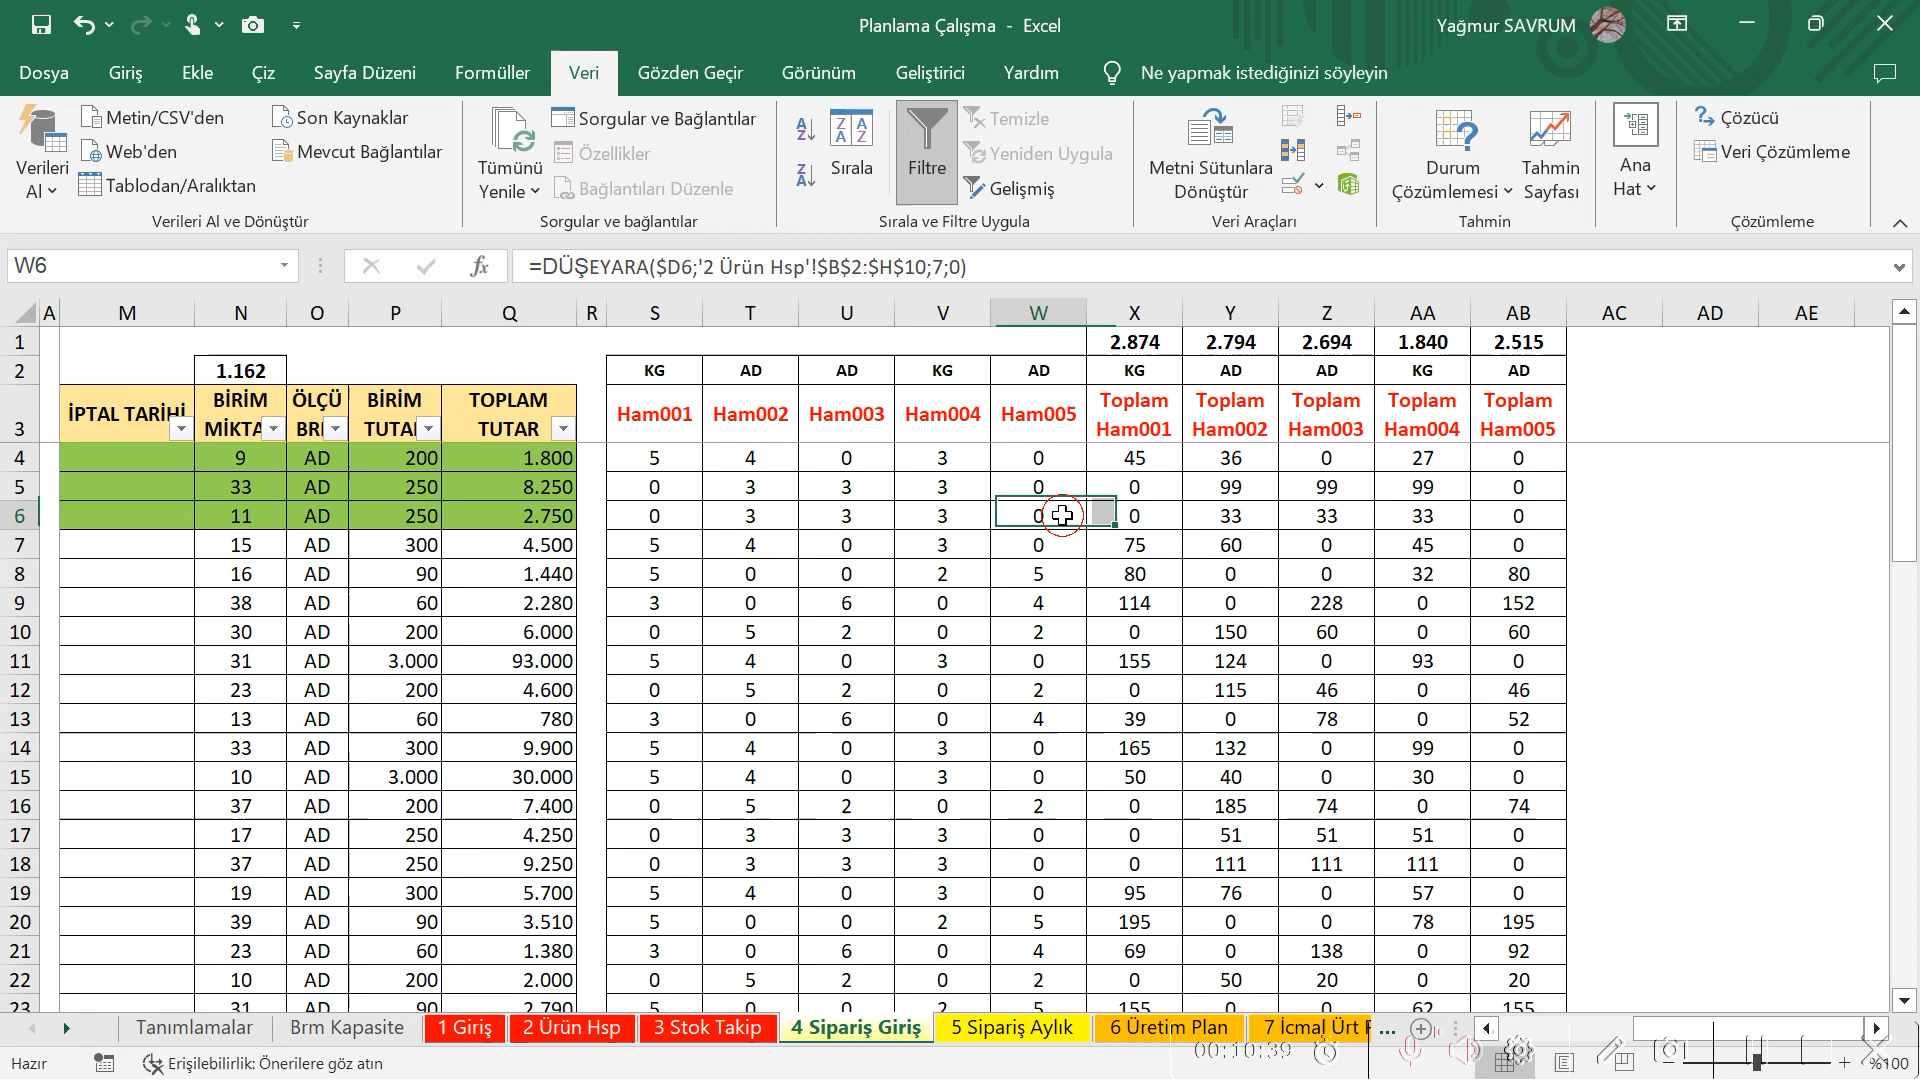 Planlama Çalışma - Excel
Yağmur SAVRUM
Dosya Giriş Ekle Çiz Sayfa Düzeni Formüller Veri Gözden Geçir Görünüm Geliştirici Yardım Ne yapmak istediğinizi söyleyin
Verileri Al
Metin/CSV'den
Web'den
Tablodan/Aralıktan
Son Kaynaklar
Mevcut Bağlantılar
Verileri Al ve Dönüştür
Tümünü Yenile
Sorgular ve Bağlantılar
Özellikler
Bağlantıları Düzenle
Sorgular ve bağlantılar
Sırala
Filtre
Temizle
Yeniden Uygula
Gelişmiş
Sırala ve Filtre Uygula
Metni Sütunlara Dönüştür
Veri Araçları
Durum Çözümlemesi
Tahmin Sayfası
Tahmin
Ana Hat
Çözücü
Veri Çözümleme
Çözümleme
W6 fx =DÜŞEYARA($D6;'2 Ürün Hsp'!$B$2:$H$10;7;0)
A M N O P Q R S T U V W X Y Z AA AB AC AD AE
1 2.874 2.794 2.694 1.840 2.515
2 1.162 KG AD AD KG AD KG AD AD KG AD
3 İPTAL TARİHİ BİRİM MİKTA ÖLÇÜ BRİ BİRİM TUTAI TOPLAM TUTAR Ham001 Ham002 Ham003 Ham004 Ham005 Toplam Ham001 Toplam Ham002 Toplam Ham003 Toplam Ham004 Toplam Ham005
4 9 AD 200 1.800 5 4 0 3 0 45 36 0 27 0
5 33 AD 250 8.250 0 3 3 3 0 0 99 99 99 0
6 11 AD 250 2.750 0 3 3 3 0 0 33 33 33 0
7 15 AD 300 4.500 5 4 0 3 0 75 60 0 45 0
8 16 AD 90 1.440 5 0 0 2 5 80 0 0 32 80
9 38 AD 60 2.280 3 0 6 0 4 114 0 228 0 152
10 30 AD 200 6.000 0 5 2 0 2 0 150 60 0 60
11 31 AD 3.000 93.000 5 4 0 3 0 155 124 0 93 0
12 23 AD 200 4.600 0 5 2 0 2 0 115 46 0 46
13 13 AD 60 780 3 0 6 0 4 39 0 78 0 52
14 33 AD 300 9.900 5 4 0 3 0 165 132 0 99 0
15 10 AD 3.000 30.000 5 4 0 3 0 50 40 0 30 0
16 37 AD 200 7.400 0 5 2 0 2 0 185 74 0 74
17 17 AD 250 4.250 0 3 3 3 0 0 51 51 51 0
18 37 AD 250 9.250 0 3 3 3 0 0 111 111 111 0
19 19 AD 300 5.700 5 4 0 3 0 95 76 0 57 0
20 39 AD 90 3.510 5 0 0 2 5 195 0 0 78 195
21 23 AD 60 1.380 3 0 6 0 4 69 0 138 0 92
22 10 AD 200 2.000 0 5 2 0 2 0 50 20 0 20
23 31 AD 90 2.790 5 0 0 2 5 155 0 0 62 155
Tanımlamalar Brm Kapasite 1 Giriş 2 Ürün Hsp 3 Stok Takip 4 Sipariş Giriş 5 Sipariş Aylık 6 Üretim Plan 7 İcmal Ürt ...
Hazır Erişilebilirlik: Önerilere göz atın 00:10:39 %100